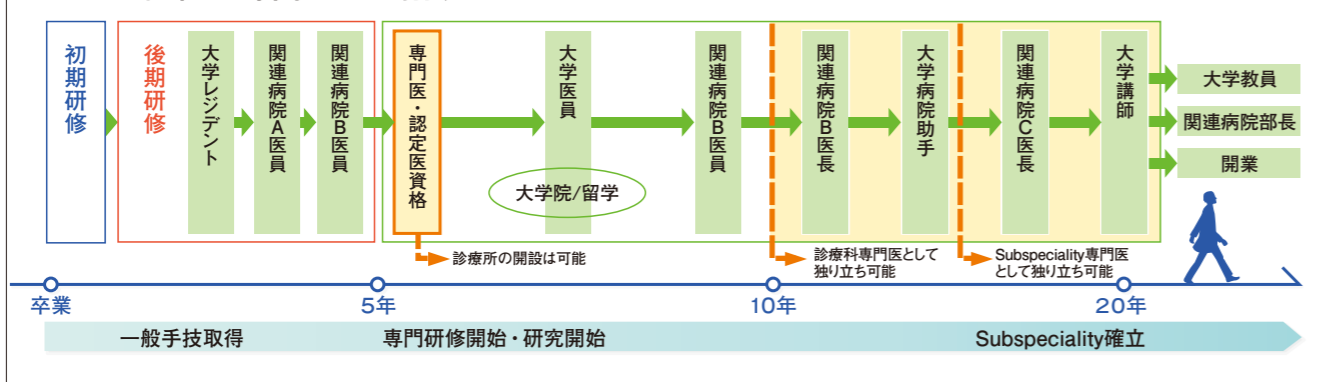 初期研修
後期研修
大学レジデント
関連病院A医員
関連病院B医員
専門医・認定医資格
大学医員
大学院/留学
関連病院B医員
関連病院B医長
大学病院助手
関連病院C医長
大学講師
大学教員
関連病院部長
開業
診療所の開設は可能
診療科専門医として
独り立ち可能
Subspeciality専門医
として独り立ち可能
卒業
5年
10年
20年
一般手技取得
専門研修開始・研究開始
Subspeciality確立